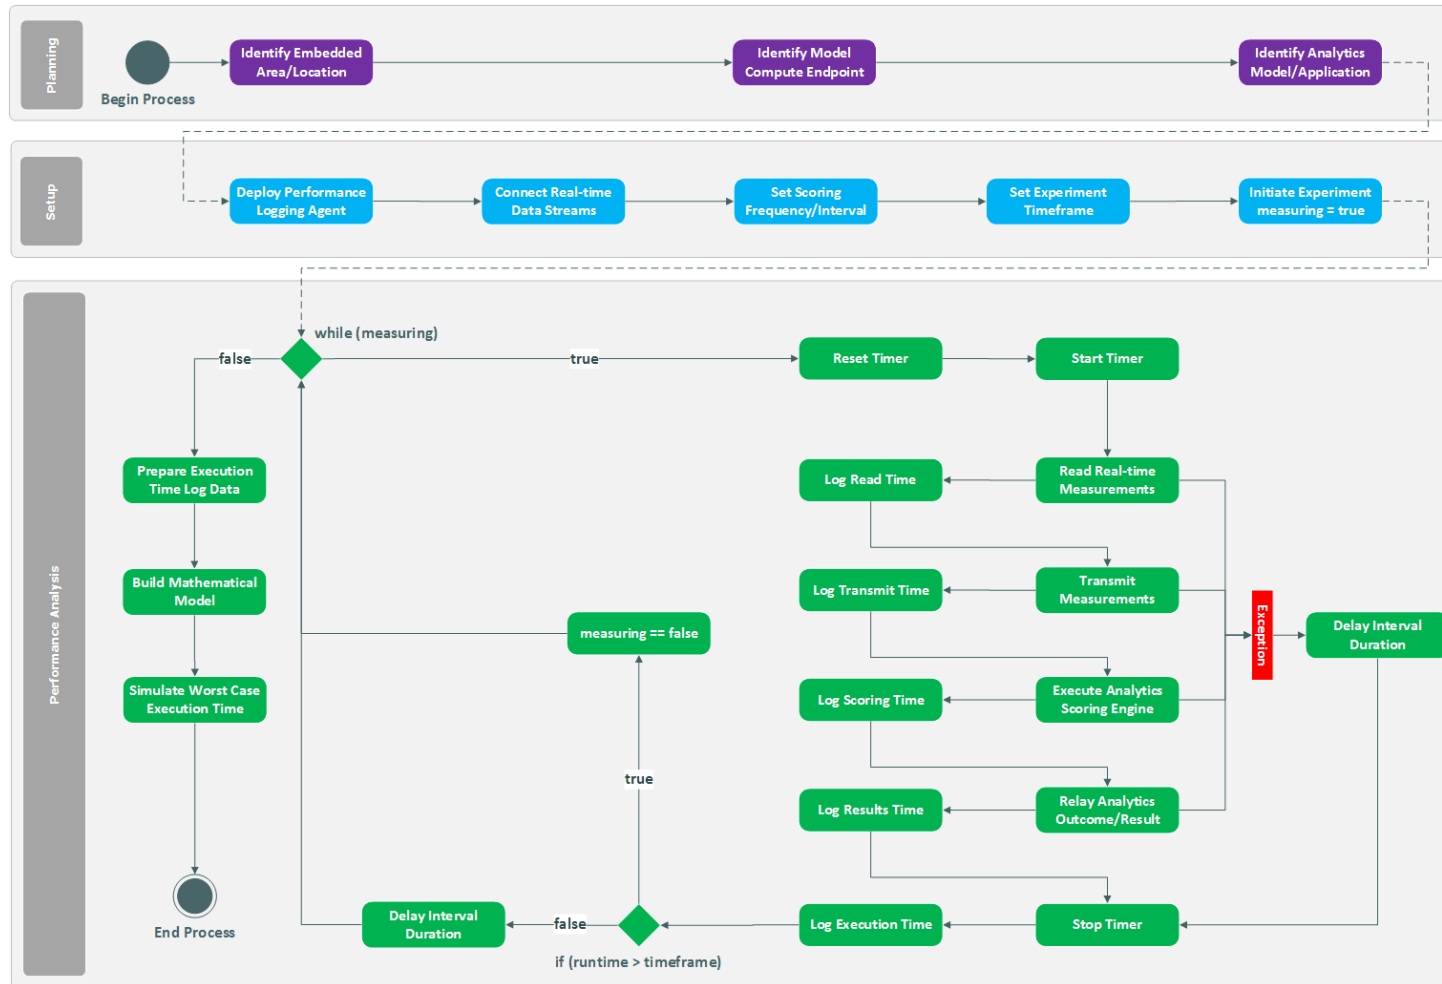 Planning
Begin Process
Identify Embedded
Area/Location
Identify Model
Compute Endpoint
Identify Analytics
Model/Application
Setup
Deploy Performance
Logging Agent
Connect Real-time
Data Streams
Set Scoring
Frequency/Interval
Set Experiment
Timeframe
Initiate Experiment
measuring = true
Performance Analysis
while (measuring)
false
true
Reset Timer
Start Timer
Prepare Execution
Time Log Data
Log Read Time
Read Real-time
Measurements
Build Mathematical
Model
Log Transmit Time
Transmit
Measurements
measuring == false
Exception
Delay Interval
Duration
Simulate Worst Case
Execution Time
Log Scoring Time
Execute Analytics
Scoring Engine
true
Log Results Time
Relay Analytics
Outcome/Result
End Process
Delay Interval
Duration
false
if (runtime > timeframe)
Log Execution Time
Stop Timer